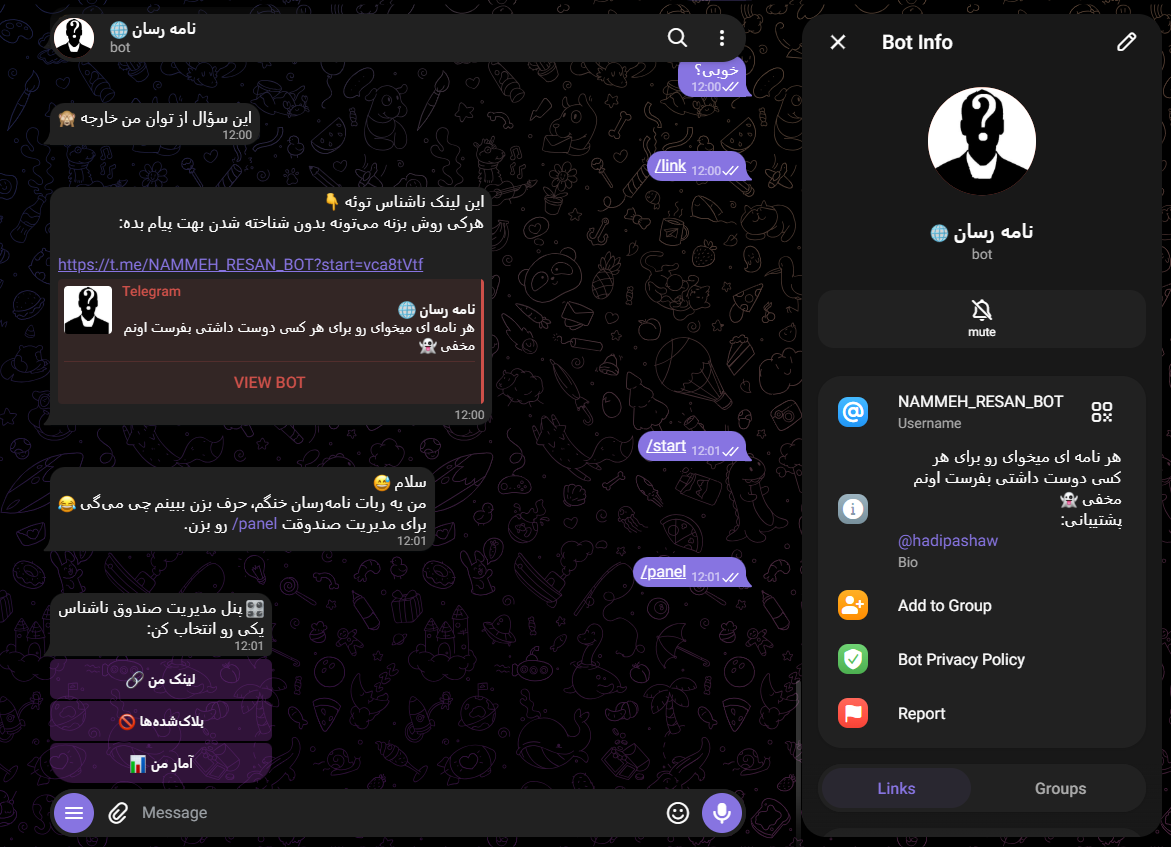 نامه رسان 🌐
bot
خوبی؟
12:00
این سؤال از توان من خارجه 🙈
12:00
/link 12:00
این لینک ناشناس توئه 👇
هرکی روش بزنه می‌تونه بدون شناخته شدن بهت پیام بده:
https://t.me/NAMMEH_RESAN_BOT?start=vca8tVtf
Telegram
نامه رسان 🌐
هر نامه ای میخوای رو برای هر کسی دوست داشتی بفرست اونم
مخفی 👻
VIEW BOT
12:00
/start 12:01
سلام 😅
من یه ربات نامه‌رسان خنگم، حرف بزن ببینم چی می‌گی 😂
برای مدیریت صندوقت /panel رو بزن.
12:01
/panel 12:01
🎛 پنل مدیریت صندوق ناشناس
یکی رو انتخاب کن:
12:01
لینک من 🔗
بلاک‌شده‌ها 🚫
آمار من 📊
Message
Bot Info
نامه رسان 🌐
bot
mute
NAMMEH_RESAN_BOT
Username
هر نامه ای میخوای رو برای هر
کسی دوست داشتی بفرست اونم
مخفی 👻
پشتیبانی:
@hadipashaw
Bio
Add to Group
Bot Privacy Policy
Report
Links
Groups